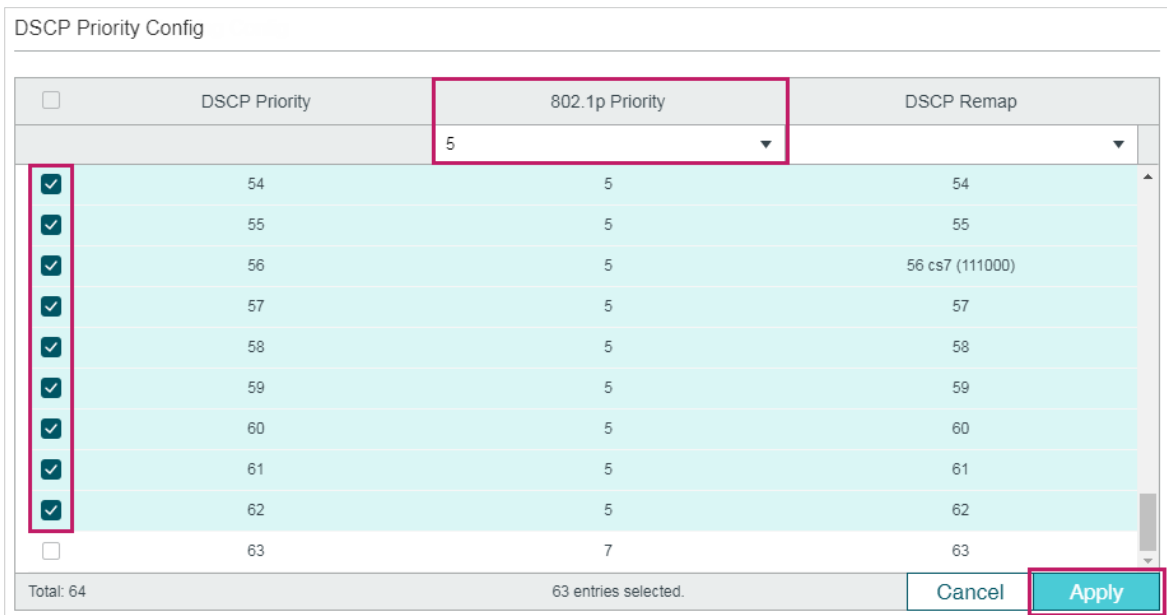 DSCP Priority Config
DSCP Priority 802.1p Priority DSCP Remap
5
54 5 54
55 5 55
56 5 56 cs7 (111000)
57 5 57
58 5 58
59 5 59
60 5 60
61 5 61
62 5 62
63 7 63
Total: 64 63 entries selected. Cancel Apply